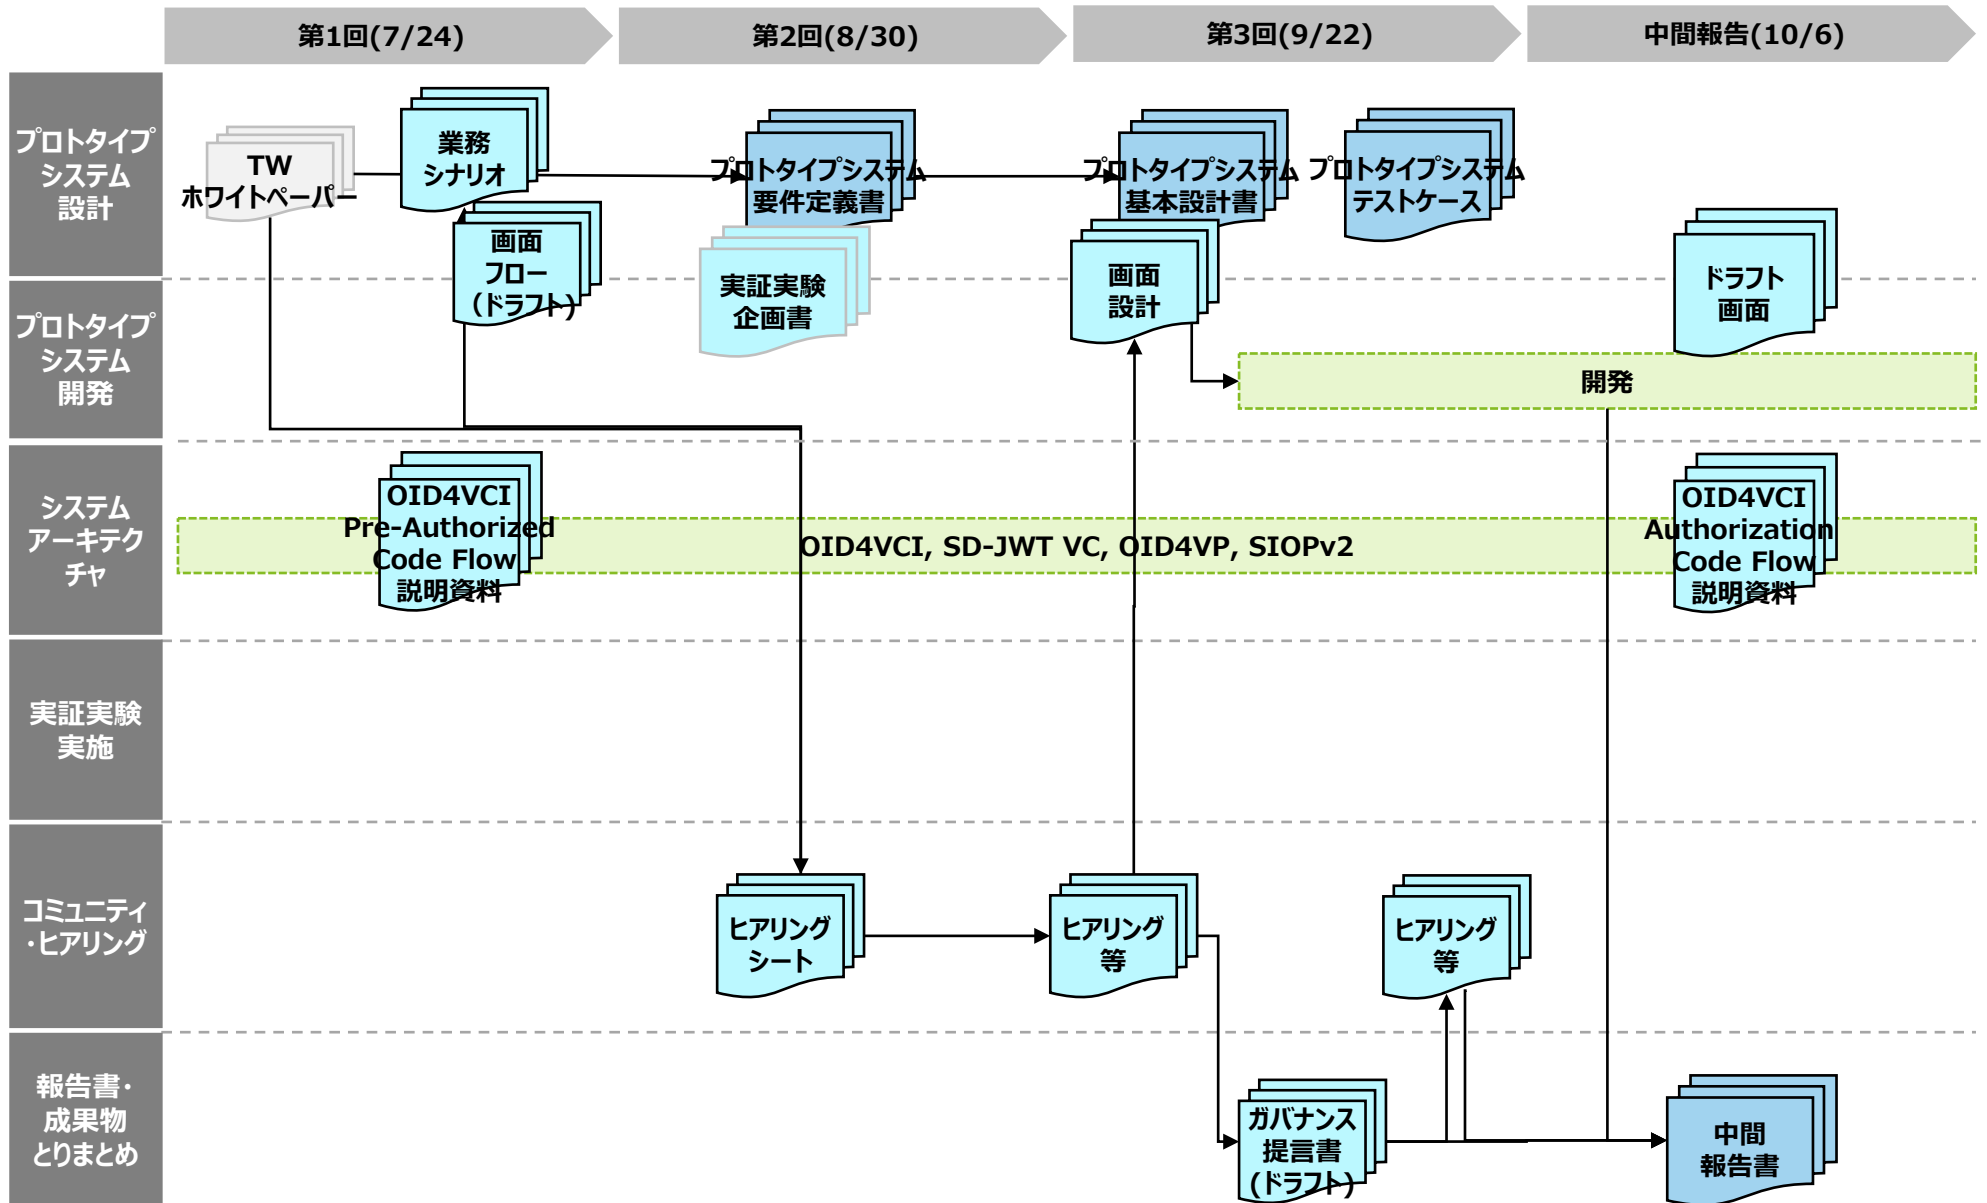 第1回(7/24)
第2回(8/30)
第3回(9/22)
中間報告(10/6)
プロトタイプ
システム
設計
TW
ホワイトペーパー
業務
シナリオ
画面
フロー
(ドラフト)
プロトタイプシステム
要件定義書
実証実験
企画書
プロトタイプシステム
基本設計書
画面
設計
プロトタイプシステム
テストケース
ドラフト
画面
プロトタイプ
システム
開発
開発
システム
アーキテク
チャ
OID4VCI
Pre-Authorized
Code Flow
説明資料
OID4VCI, SD-JWT VC, OID4VP, SIOPv2
OID4VCI
Authorization
Code Flow
説明資料
実証実験
実施
コミュニティ
・ヒアリング
ヒアリング
シート
ヒアリング
等
ヒアリング
等
報告書・
成果物
とりまとめ
ガバナンス
提言書
(ドラフト)
中間
報告書